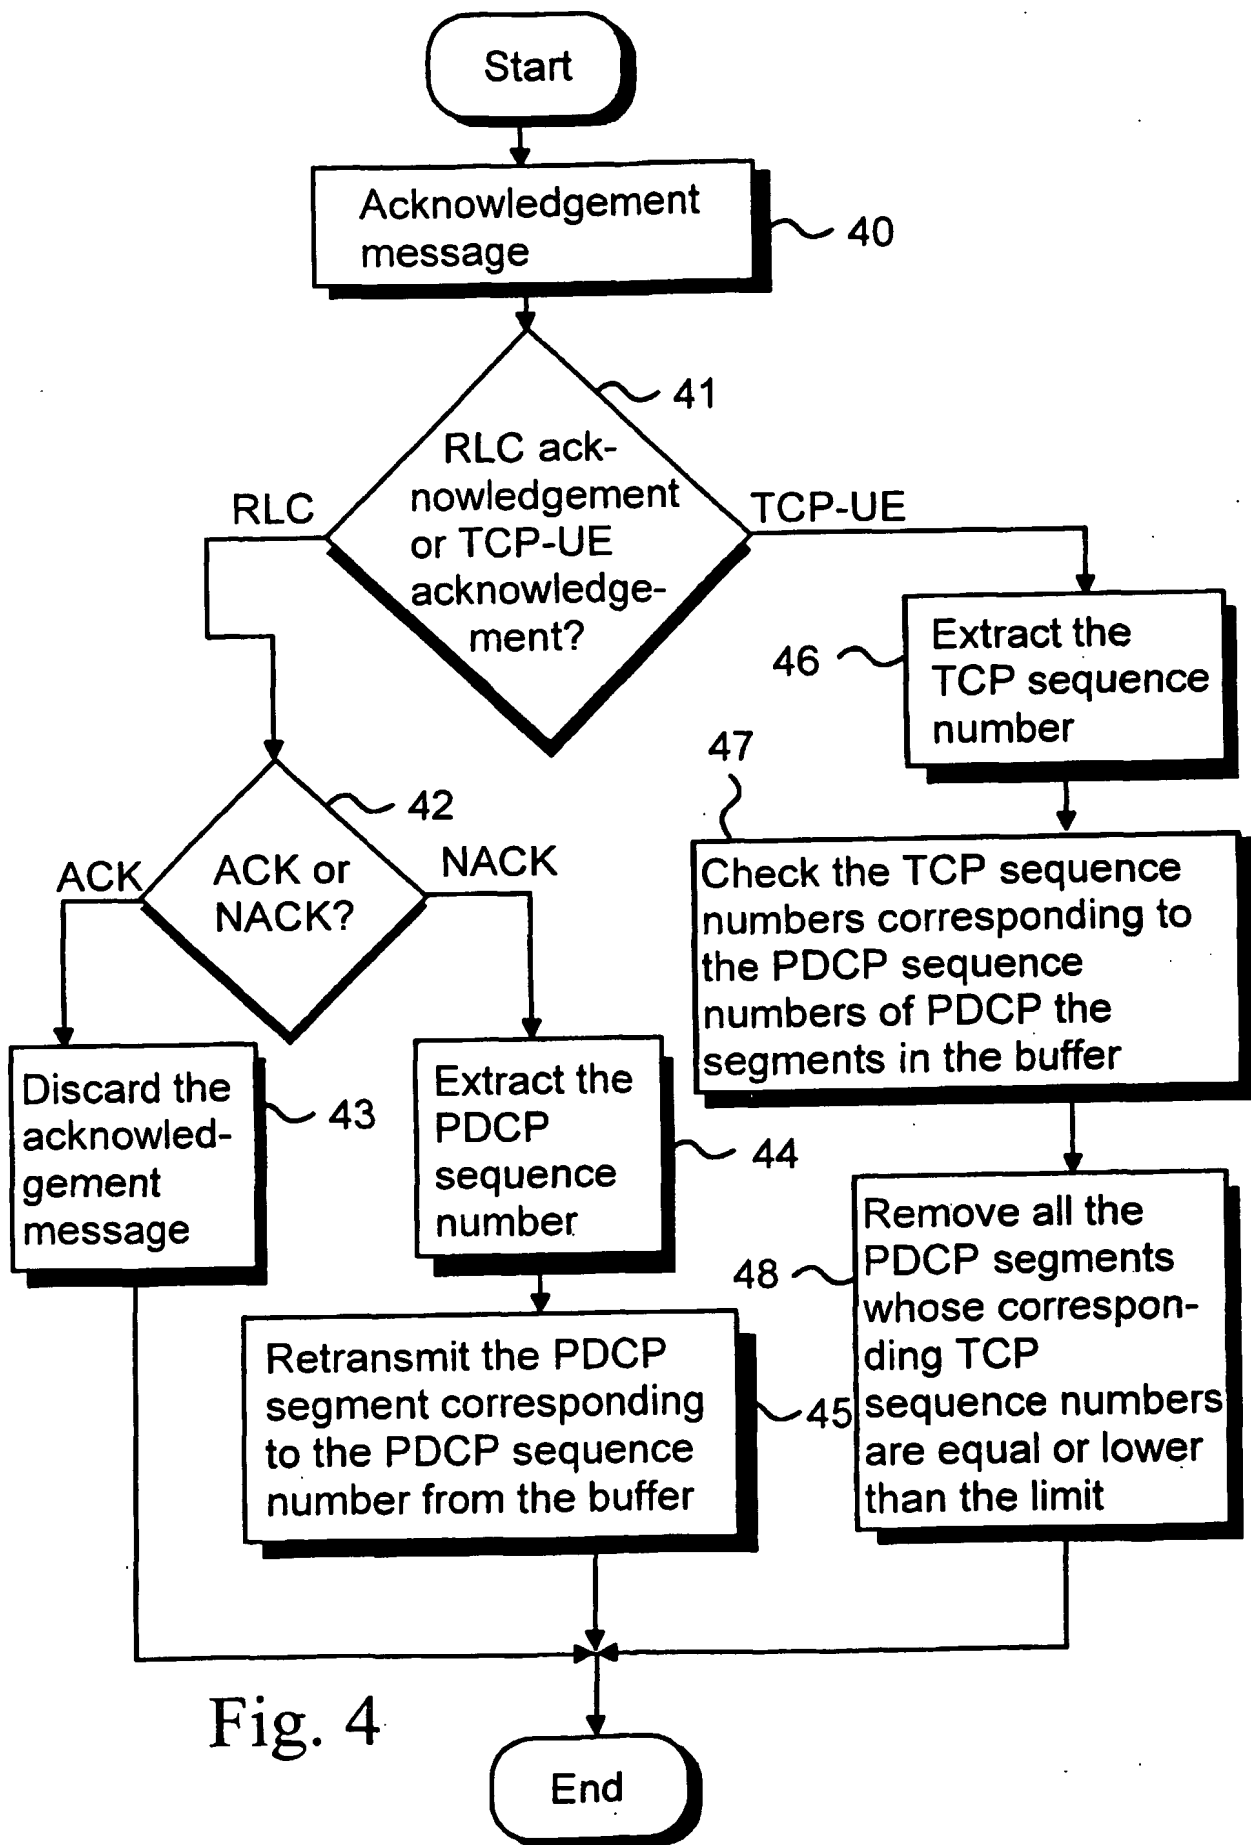 Start
Acknowledgement
message
40
41
RLC ack-
nowledgement
or TCP-UE
acknowledge-
ment?
RLC
TCP-UE
46
Extract the
TCP sequence
number
47
42
ACK or
NACK?
ACK
NACK
Check the TCP sequence
numbers corresponding to
the PDCP sequence
numbers of PDCP the
segments in the buffer
Discard the
acknowled-
gement
message
43
Extract the
PDCP
sequence
number
44
48
Remove all the
PDCP segments
whose correspon-
ding TCP
sequence numbers
are equal or lower
than the limit
Retransmit the PDCP
segment corresponding
to the PDCP sequence
number from the buffer
45
Fig. 4
End